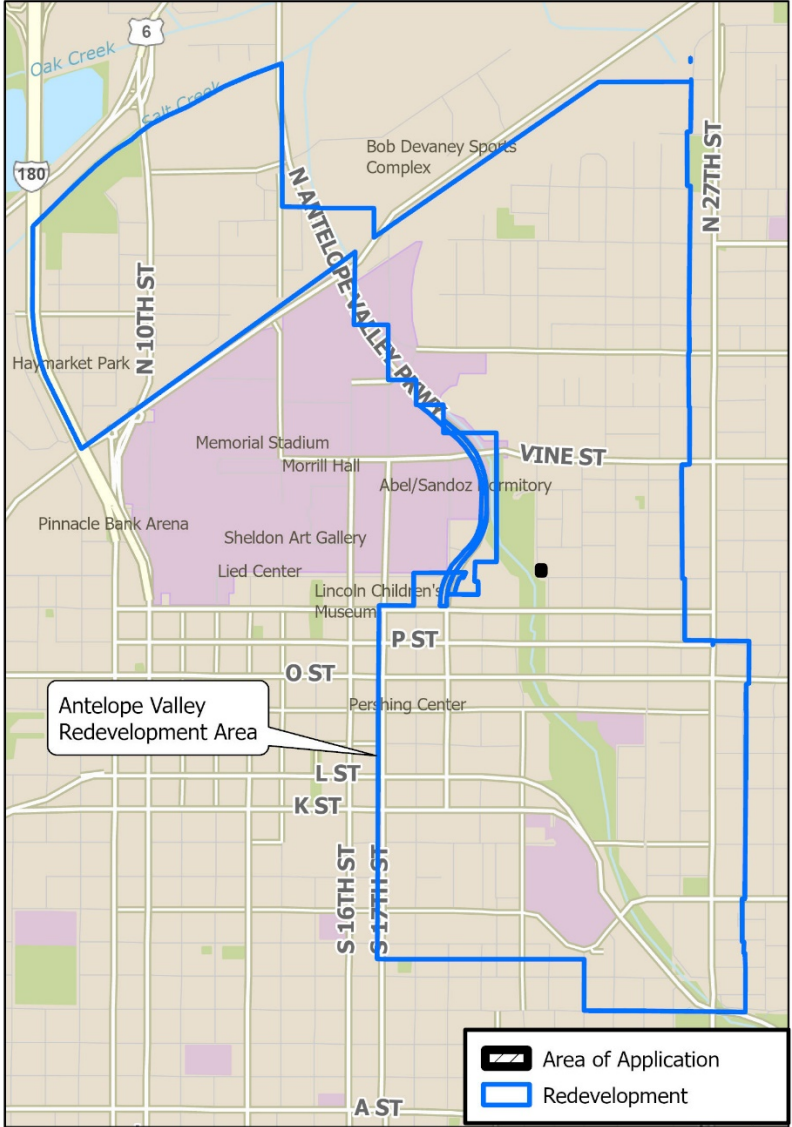 6
Oak Creek
Salt Creek
180
Bob Devaney Sports
Complex
N 27TH ST
N ANTELOPE VALLEY PKWY
N 10TH ST
Haymarket Park
Memorial Stadium
Morrill Hall
VINE ST
Abel/Sandoz Dormitory
Pinnacle Bank Arena
Sheldon Art Gallery
Lied Center
Lincoln Children's
Museum
P ST
O ST
Antelope Valley
Redevelopment Area
Pershing Center
L ST
K ST
S 16TH ST
S 17TH ST
Area of Application
Redevelopment
A ST